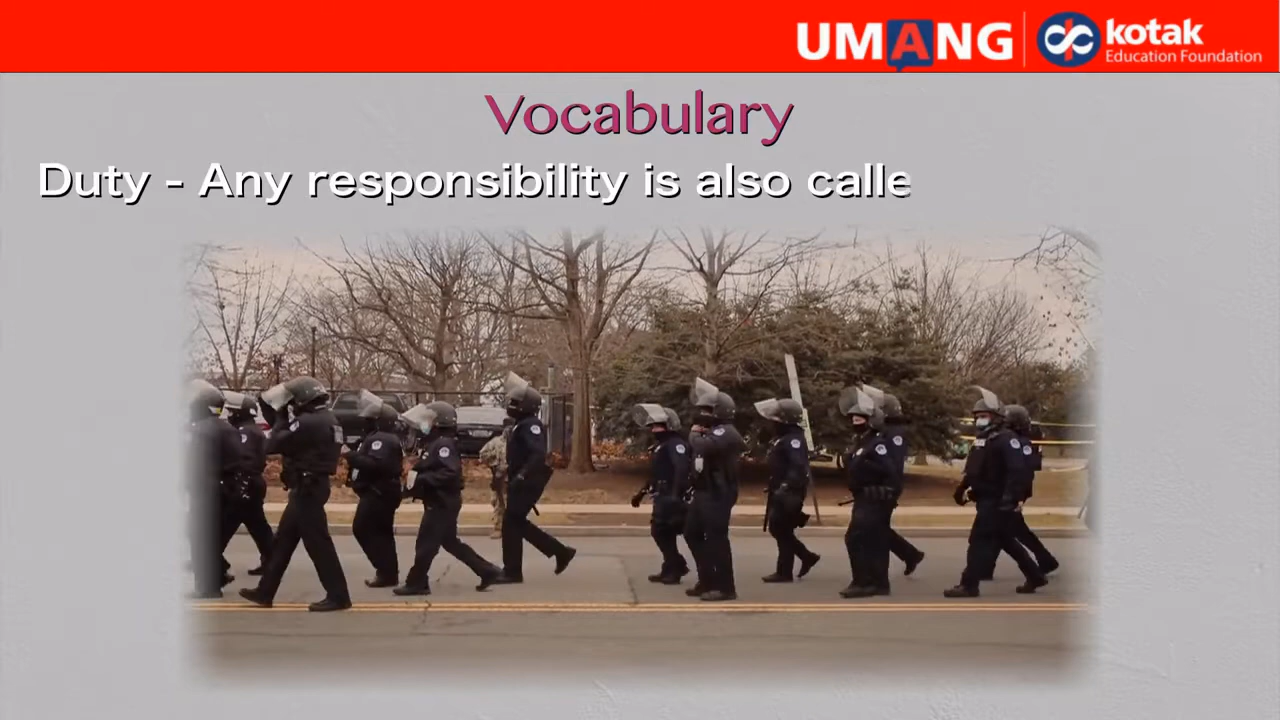 UMANG
kotak
Education Foundation
Vocabulary
Duty - Any responsibility is also calle